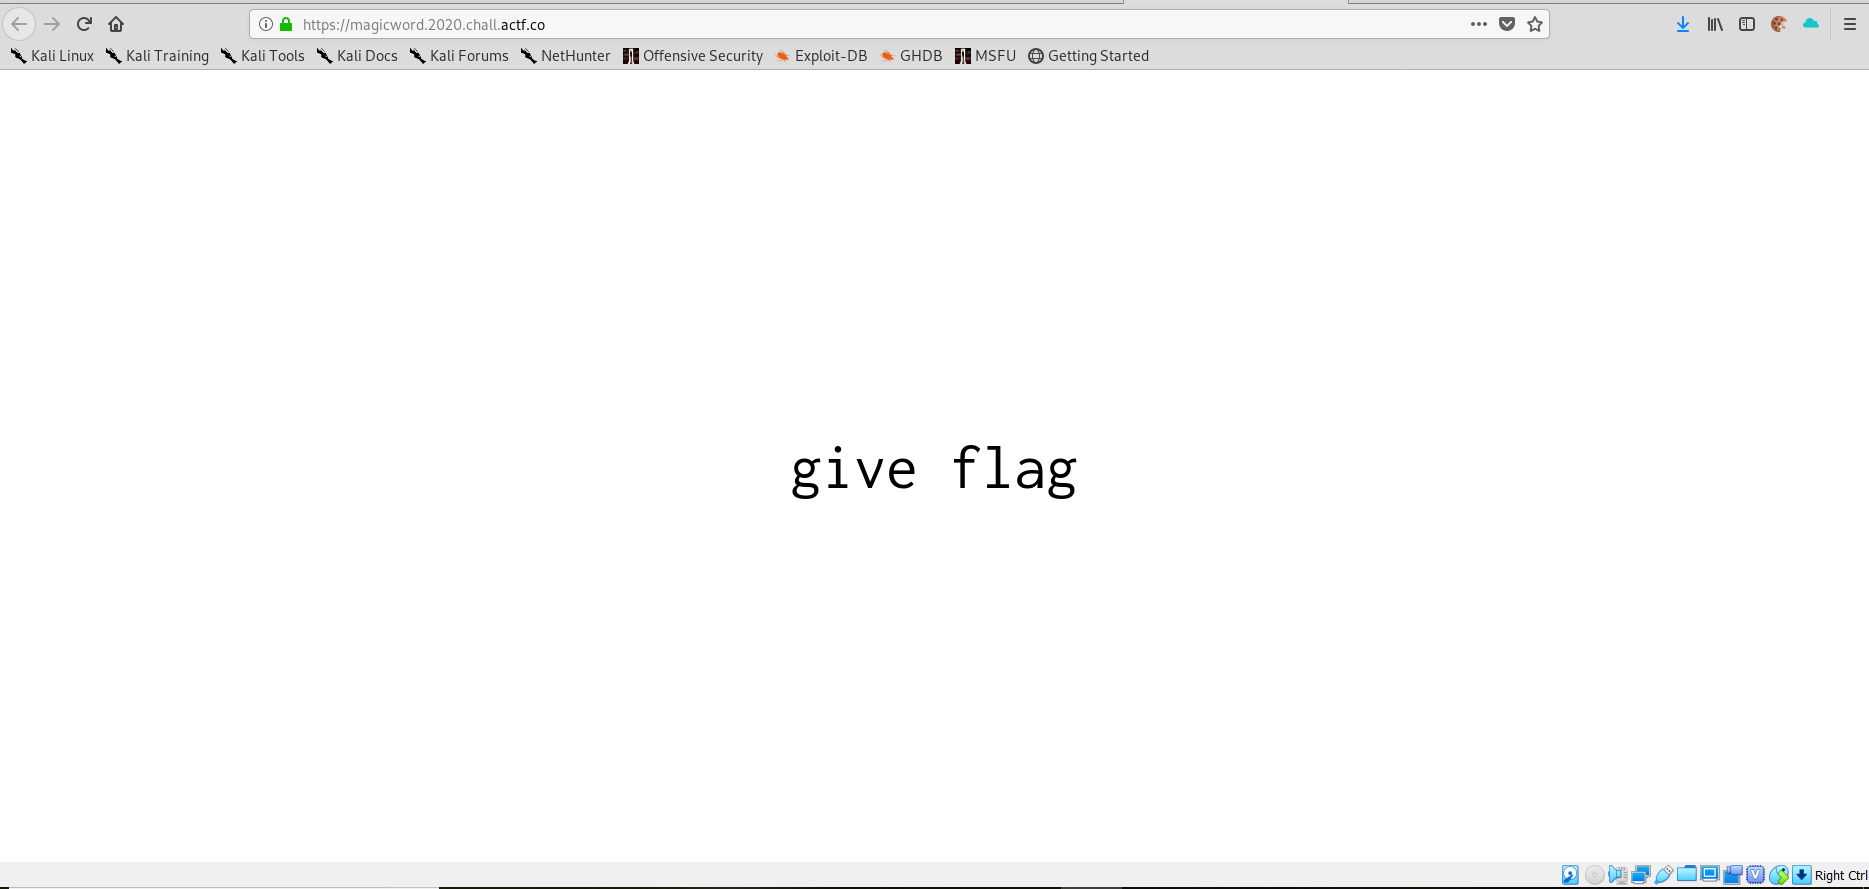 https://magicword.2020.chall.actf.co
Kali Linux Kali Training Kali Tools Kali Docs Kali Forums NetHunter Offensive Security Exploit-DB GHDB MSFU Getting Started
give flag
Right Ctrl